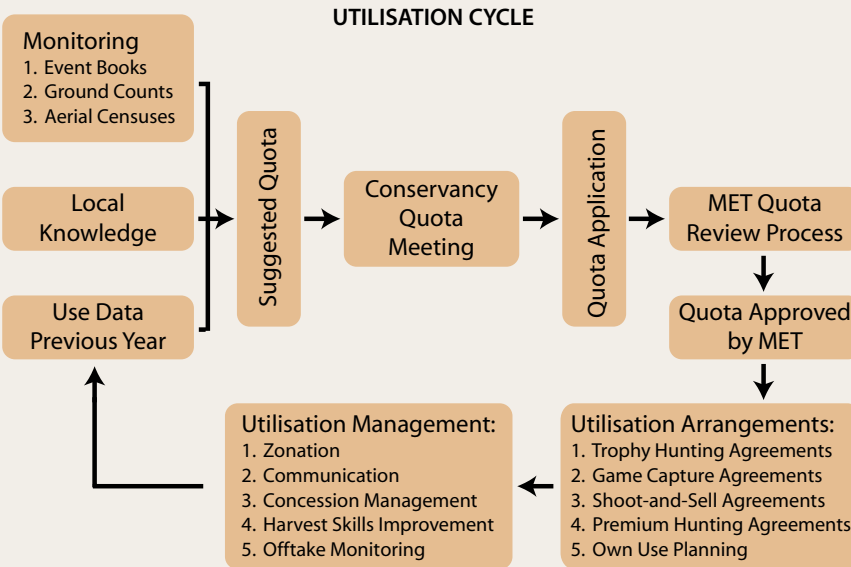 UTILISATION CYCLE
Monitoring
1. Event Books
2. Ground Counts
3. Aerial Censuses
Local
Knowledge
Use Data
Previous Year
Suggested Quota
Conservancy
Quota
Meeting
Quota Application
MET Quota
Review Process
Quota Approved
by MET
Utilisation Arrangements:
1. Trophy Hunting Agreements
2. Game Capture Agreements
3. Shoot-and-Sell Agreements
4. Premium Hunting Agreements
5. Own Use Planning
Utilisation Management:
1. Zonation
2. Communication
3. Concession Management
4. Harvest Skills Improvement
5. Offtake Monitoring